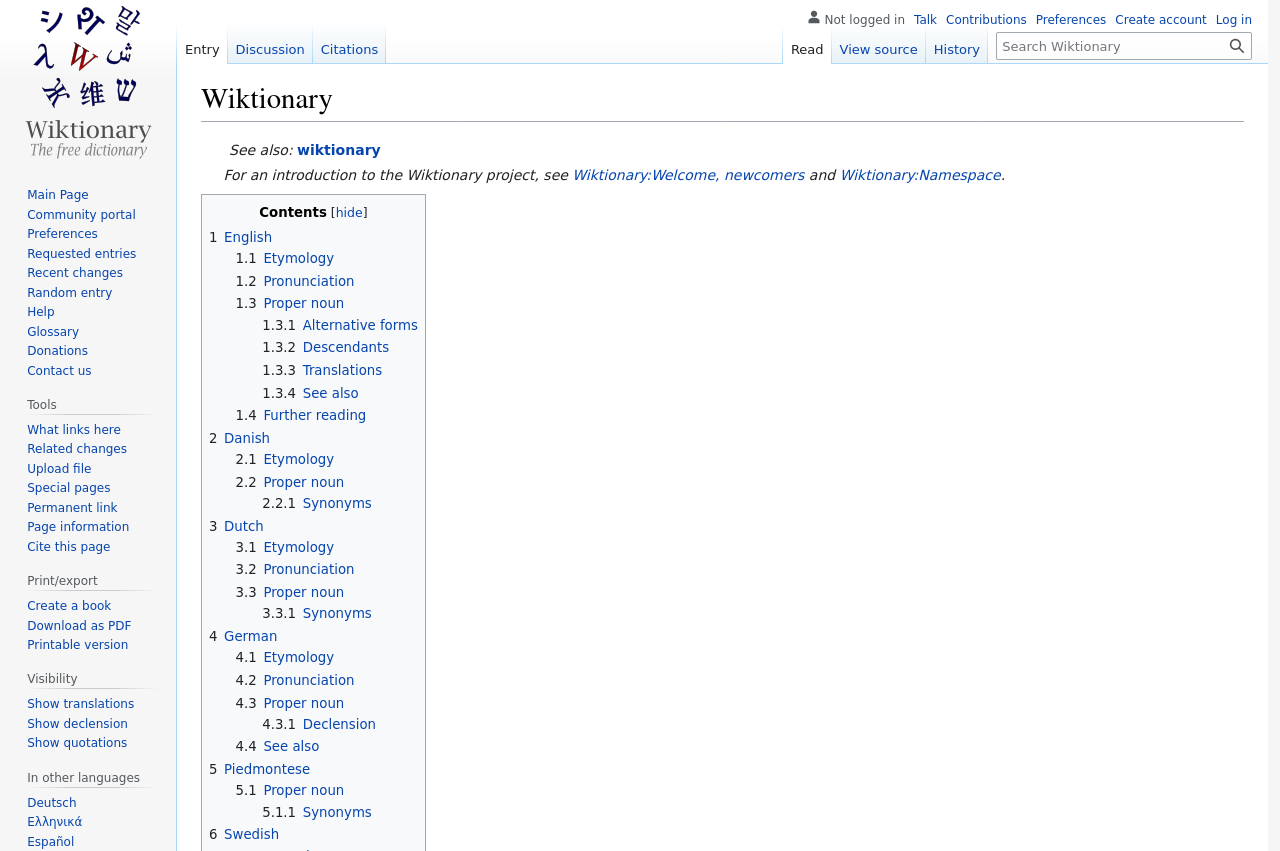 Wiktionary
The free dictionary
Main Page
Community portal
Preferences
Requested entries
Recent changes
Random entry
Help
Glossary
Donations
Contact us
Tools
What links here
Related changes
Upload file
Special pages
Permanent link
Page information
Cite this page
Print/export
Create a book
Download as PDF
Printable version
Visibility
Show translations
Show declension
Show quotations
In other languages
Deutsch
Ελληνικά
Español
Not logged in Talk Contributions Preferences Create account Log in
Entry Discussion Citations Read View source History Search Wiktionary
Wiktionary
See also: wiktionary
For an introduction to the Wiktionary project, see Wiktionary:Welcome, newcomers and Wiktionary:Namespace.
Contents [hide]
1 English
1.1 Etymology
1.2 Pronunciation
1.3 Proper noun
1.3.1 Alternative forms
1.3.2 Descendants
1.3.3 Translations
1.3.4 See also
1.4 Further reading
2 Danish
2.1 Etymology
2.2 Proper noun
2.2.1 Synonyms
3 Dutch
3.1 Etymology
3.2 Pronunciation
3.3 Proper noun
3.3.1 Synonyms
4 German
4.1 Etymology
4.2 Pronunciation
4.3 Proper noun
4.3.1 Declension
4.4 See also
5 Piedmontese
5.1 Proper noun
5.1.1 Synonyms
6 Swedish